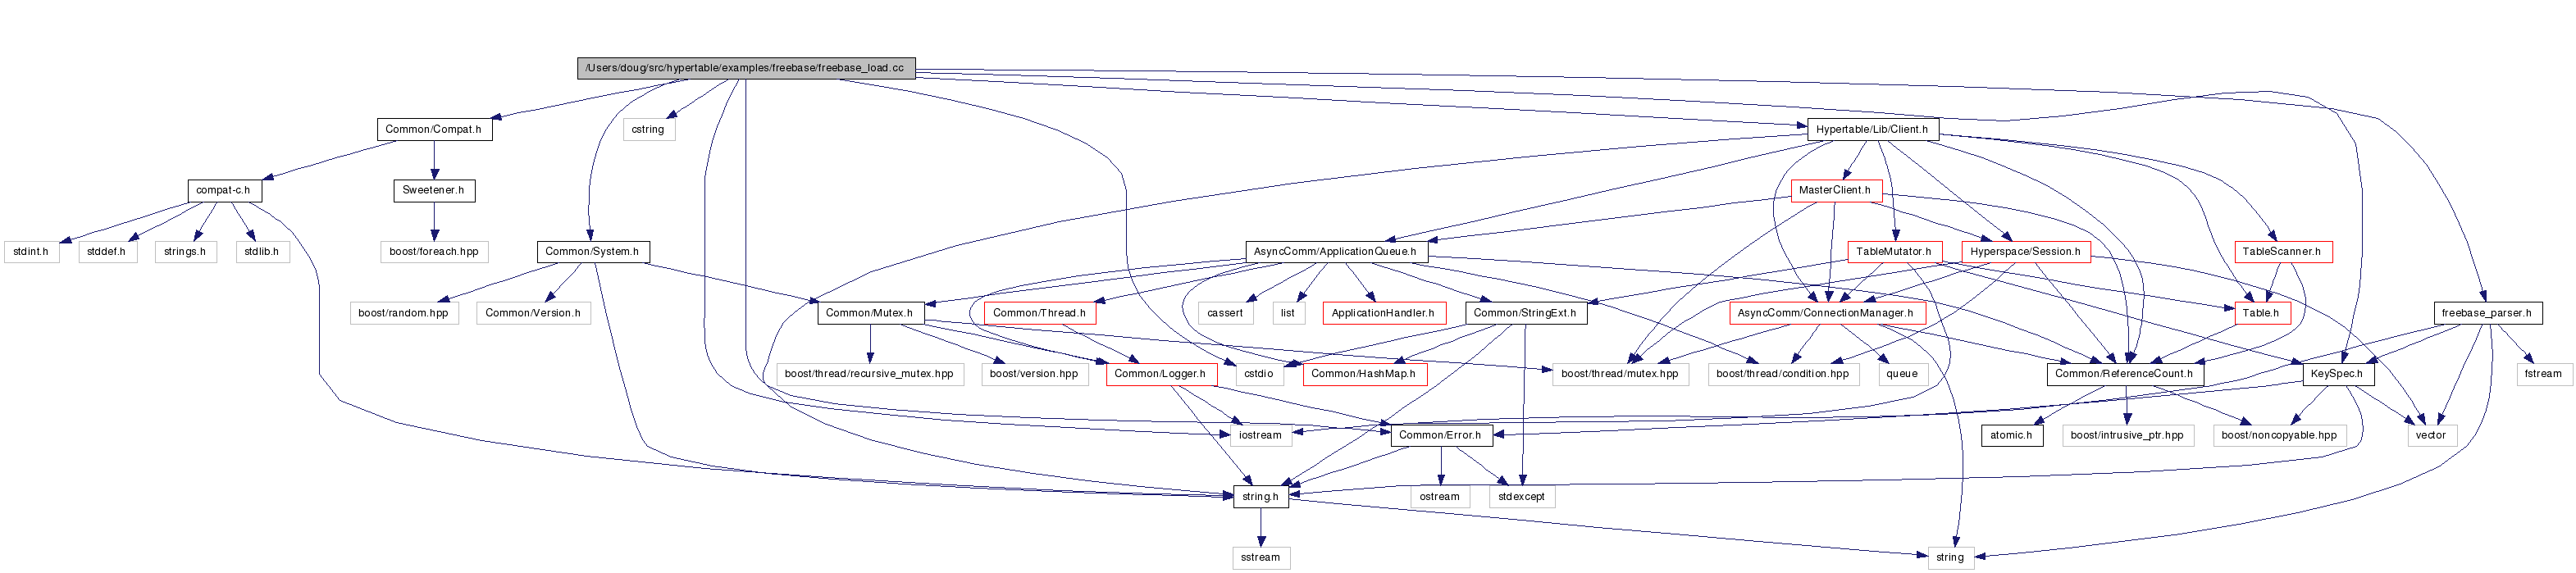 /Users/doug/src/hypertable/examples/freebase/freebase_load.cc
Common/Compat.h
cstring
Hypertable/Lib/Client.h
compat-c.h
Sweetener.h
MasterClient.h
stdint.h
stddef.h
strings.h
stdlib.h
boost/foreach.hpp
Common/System.h
AsyncComm/ApplicationQueue.h
TableMutator.h
Hyperspace/Session.h
TableScanner.h
boost/random.hpp
Common/Version.h
Common/Mutex.h
Common/Thread.h
cassert
list
ApplicationHandler.h
Common/StringExt.h
AsyncComm/ConnectionManager.h
Table.h
freebase_parser.h
boost/thread/recursive_mutex.hpp
boost/version.hpp
Common/Logger.h
cstdio
Common/HashMap.h
boost/thread/mutex.hpp
boost/thread/condition.hpp
queue
Common/ReferenceCount.h
KeySpec.h
fstream
iostream
Common/Error.h
atomic.h
boost/intrusive_ptr.hpp
boost/noncopyable.hpp
vector
string.h
ostream
stdexcept
sstream
string